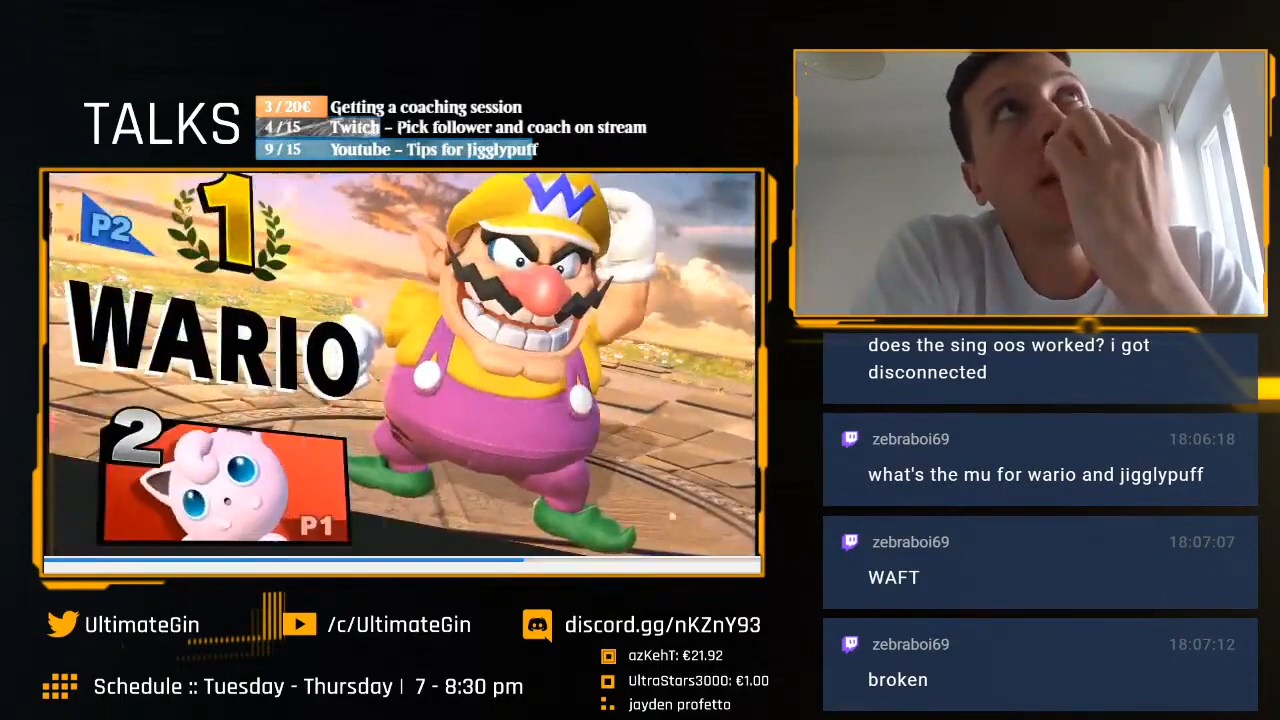 TALKS
3 / 20€ Getting a coaching session
4 / 15 Twitch – Pick follower and coach on stream
9 / 15 Youtube – Tips for Jigglypuff
P2
1
W
WARIO
2
P1
does the sing oos worked? i got
disconnected
zebraboi69 18:06:18
what's the mu for wario and jigglypuff
zebraboi69 18:07:07
WAFT
zebraboi69 18:07:12
broken
UltimateGin
/c/UltimateGin
discord.gg/nKZnY93
azKehT: €21.92
UltraStars3000: €1.00
jayden profetto
Schedule :: Tuesday - Thursday | 7 - 8:30 pm